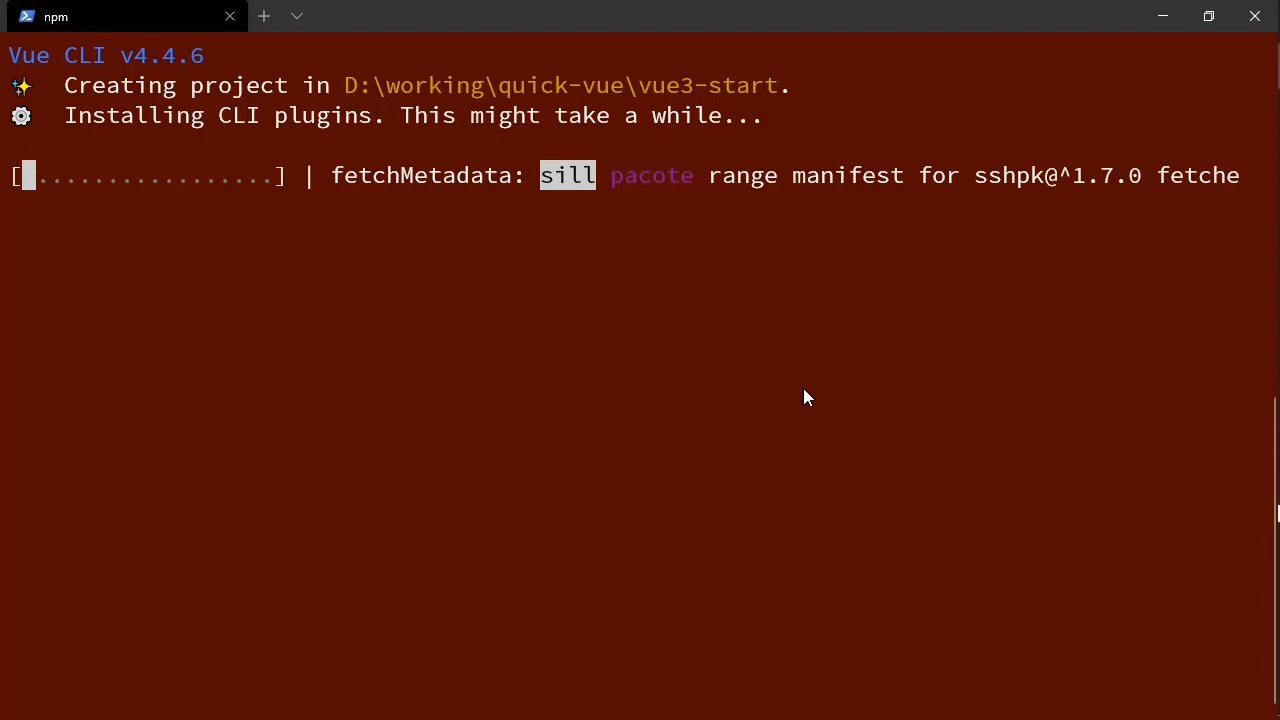 npm
Vue CLI v4.4.6
Creating project in D:\working\quick-vue\vue3-start.
Installing CLI plugins. This might take a while...
[ .................] | fetchMetadata: sill pacote range manifest for sshpk@^1.7.0 fetche